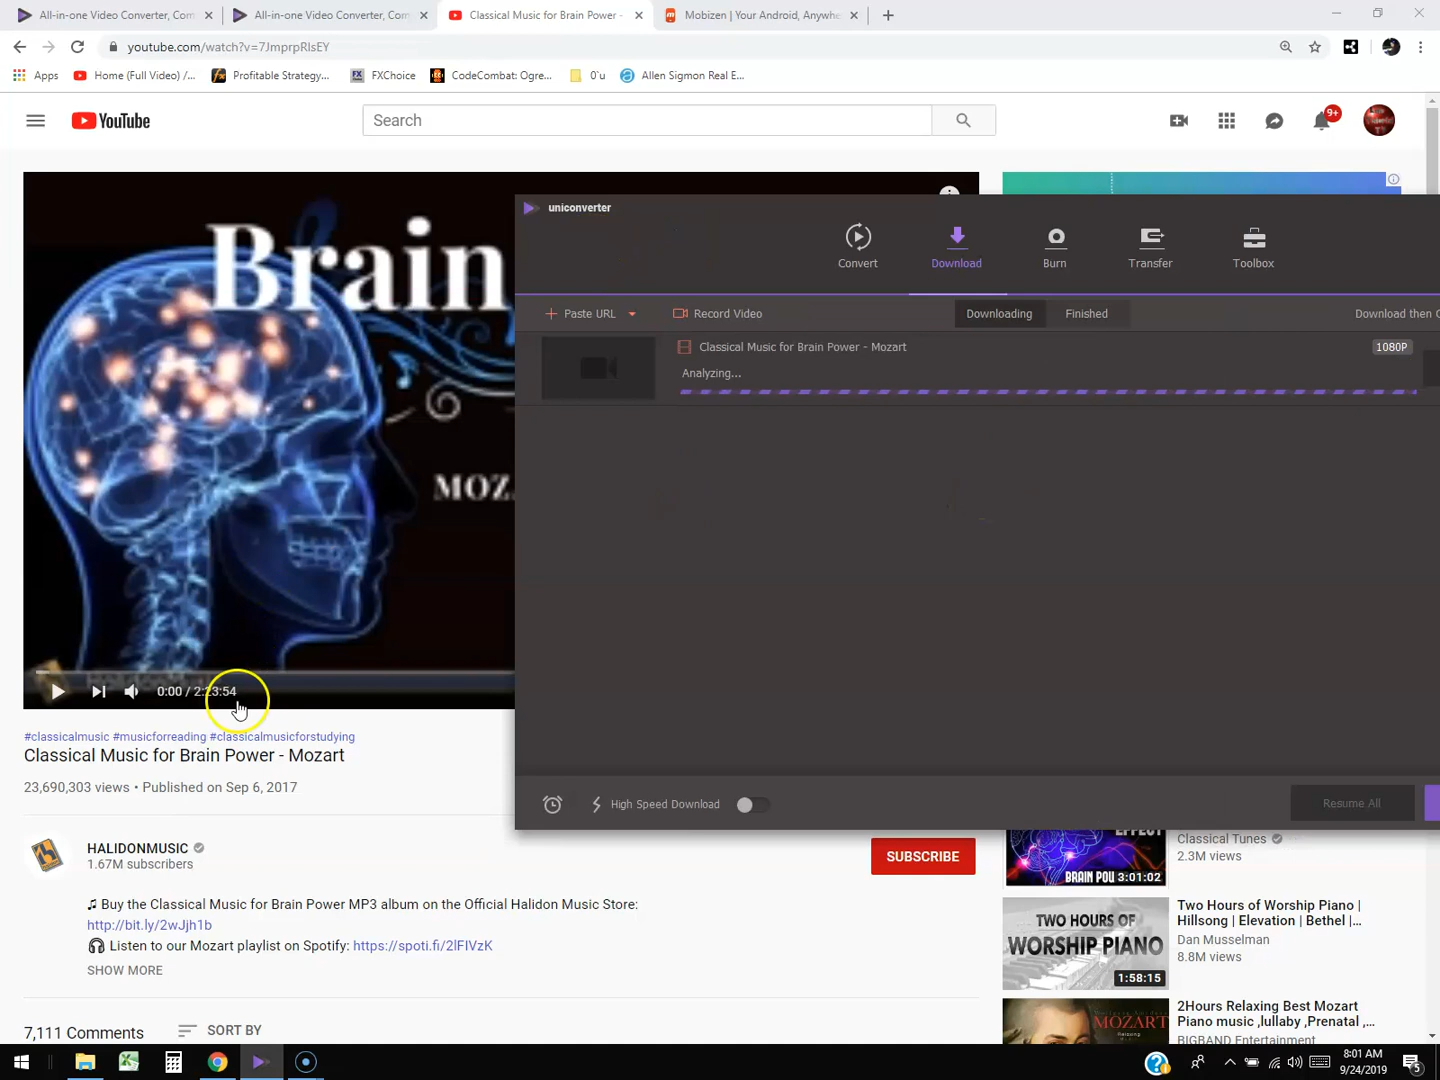 All-in-one Video Converter, Com
All-in-one Video Converter, Com
Classical Music for Brain Power -
Mobizen | Your Android, Anywhe
youtube.com/watch?v=7JmprpRlsEY
Apps
Home (Full Video) /...
Profitable Strategy...
FXChoice
CodeCombat: Ogre...
0`u
Allen Sigmon Real E...
YouTube
Search
9+
Brain
MOZ
uniconverter
Convert
Download
Burn
Transfer
Toolbox
Paste URL
Record Video
Downloading
Finished
Download then C
Classical Music for Brain Power - Mozart
1080P
Analyzing...
0:00 / 2:23:54
High Speed Download
Resume All
#classicalmusic #musicforreading #classicalmusicforstudying
Classical Music for Brain Power - Mozart
23,690,303 views • Published on Sep 6, 2017
HALIDONMUSIC
1.67M subscribers
SUBSCRIBE
♫ Buy the Classical Music for Brain Power MP3 album on the Official Halidon Music Store:
http://bit.ly/2wJjh1b
🎧 Listen to our Mozart playlist on Spotify: https://spoti.fi/2lFIVzK
SHOW MORE
7,111 Comments
SORT BY
EFFECT
BRAIN POU
3:01:02
Classical Tunes
2.3M views
TWO HOURS OF
WORSHIP PIANO
1:58:15
Two Hours of Worship Piano |
Hillsong | Elevation | Bethel |...
Dan Musselman
8.8M views
MOZART
2Hours Relaxing Best Mozart
Piano music ,lullaby ,Prenatal ,...
BIGBAND Entertainment
8:01 AM
9/24/2019
5